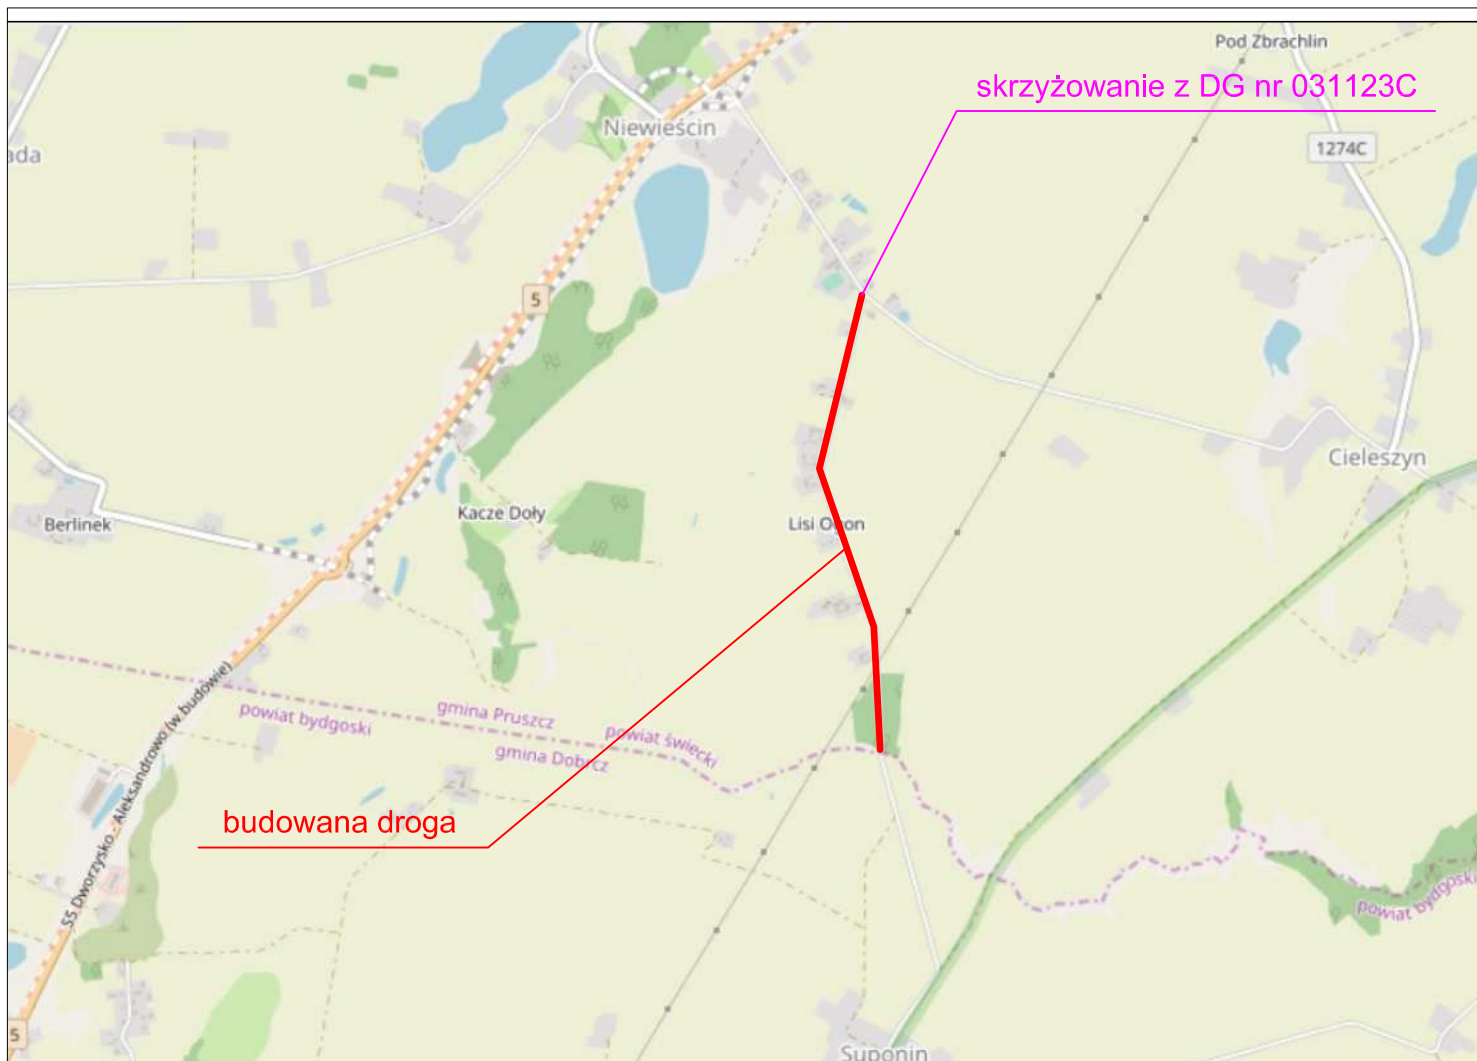 Pod Zbrachlin
skrzyżowanie z DG nr 031123C
Niewieścin
1274C
ada
5
Cieleszyn
Kacze Doły
Lisi Ogon
Berlinek
gmina Pruszcz
powiat bydgoski
powiat świecki
gmina Dobrcz
S5 Dworzysko - Aleksandrowo (w budowie)
budowana droga
powiat bydgoski
5
Suponin